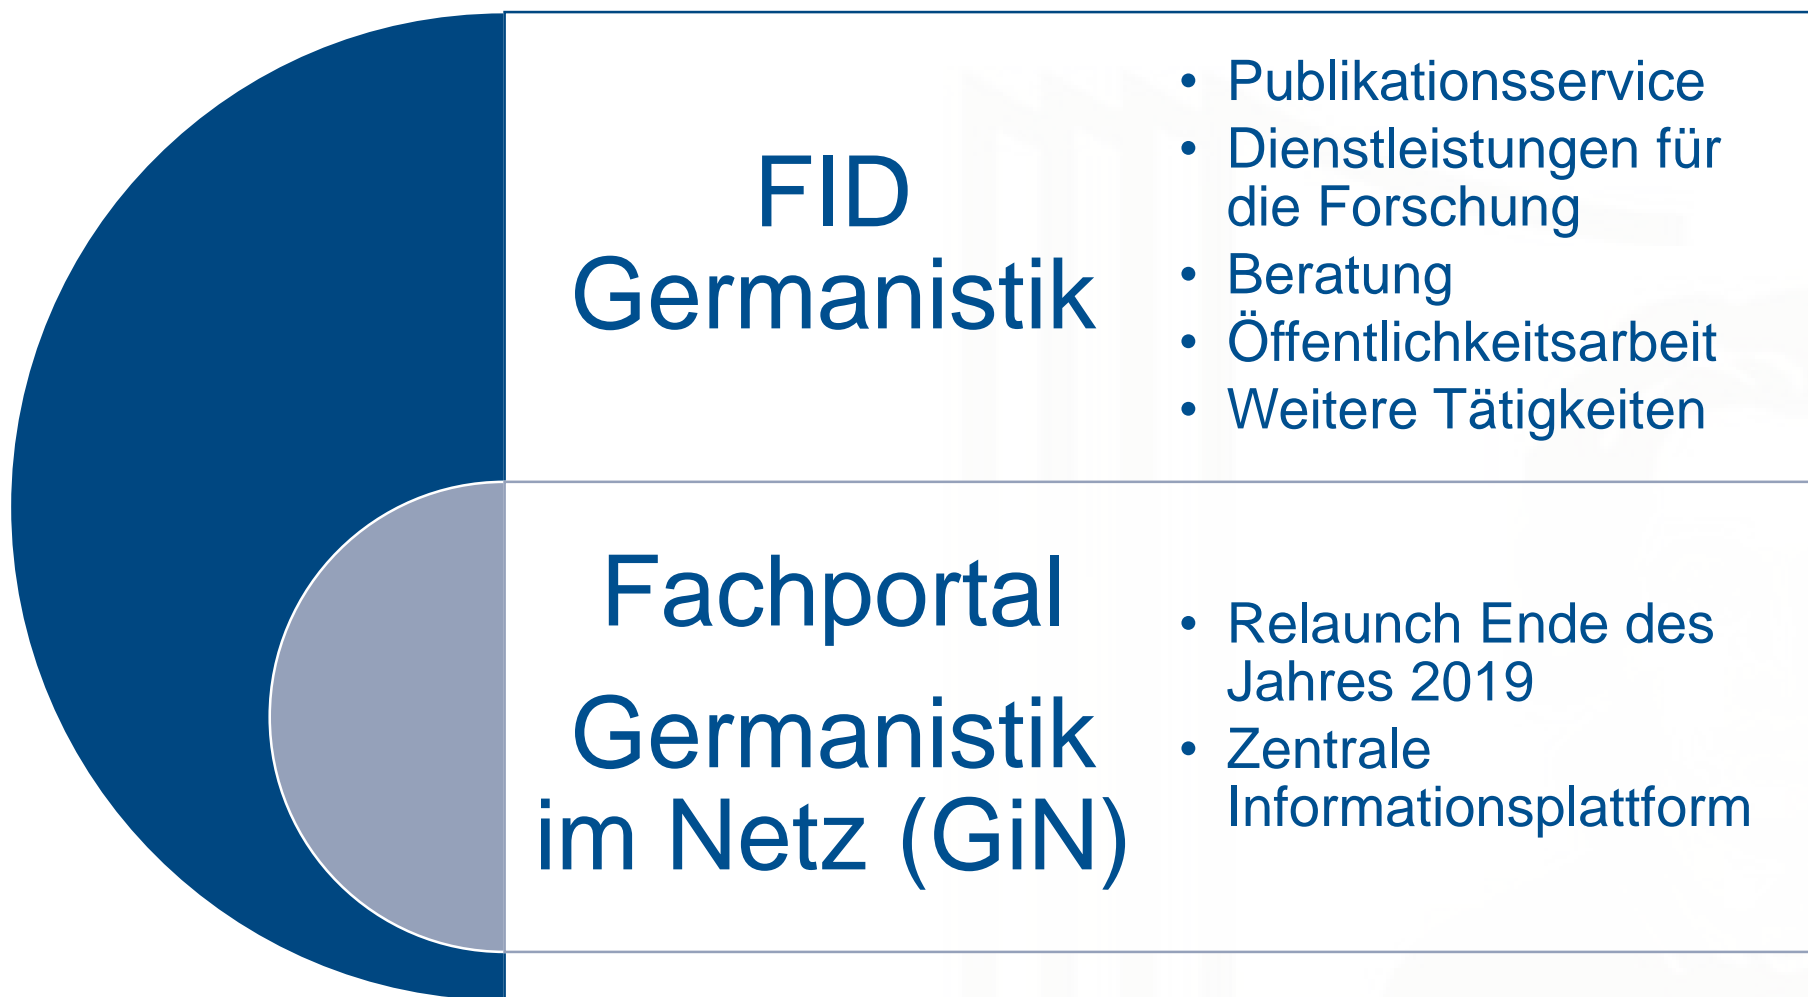 FID
Germanistik
• Publikationsservice
• Dienstleistungen für
die Forschung
• Beratung
• Öffentlichkeitsarbeit
• Weitere Tätigkeiten
Fachportal
Germanistik
im Netz (GiN)
• Relaunch Ende des
Jahres 2019
• Zentrale
Informationsplattform